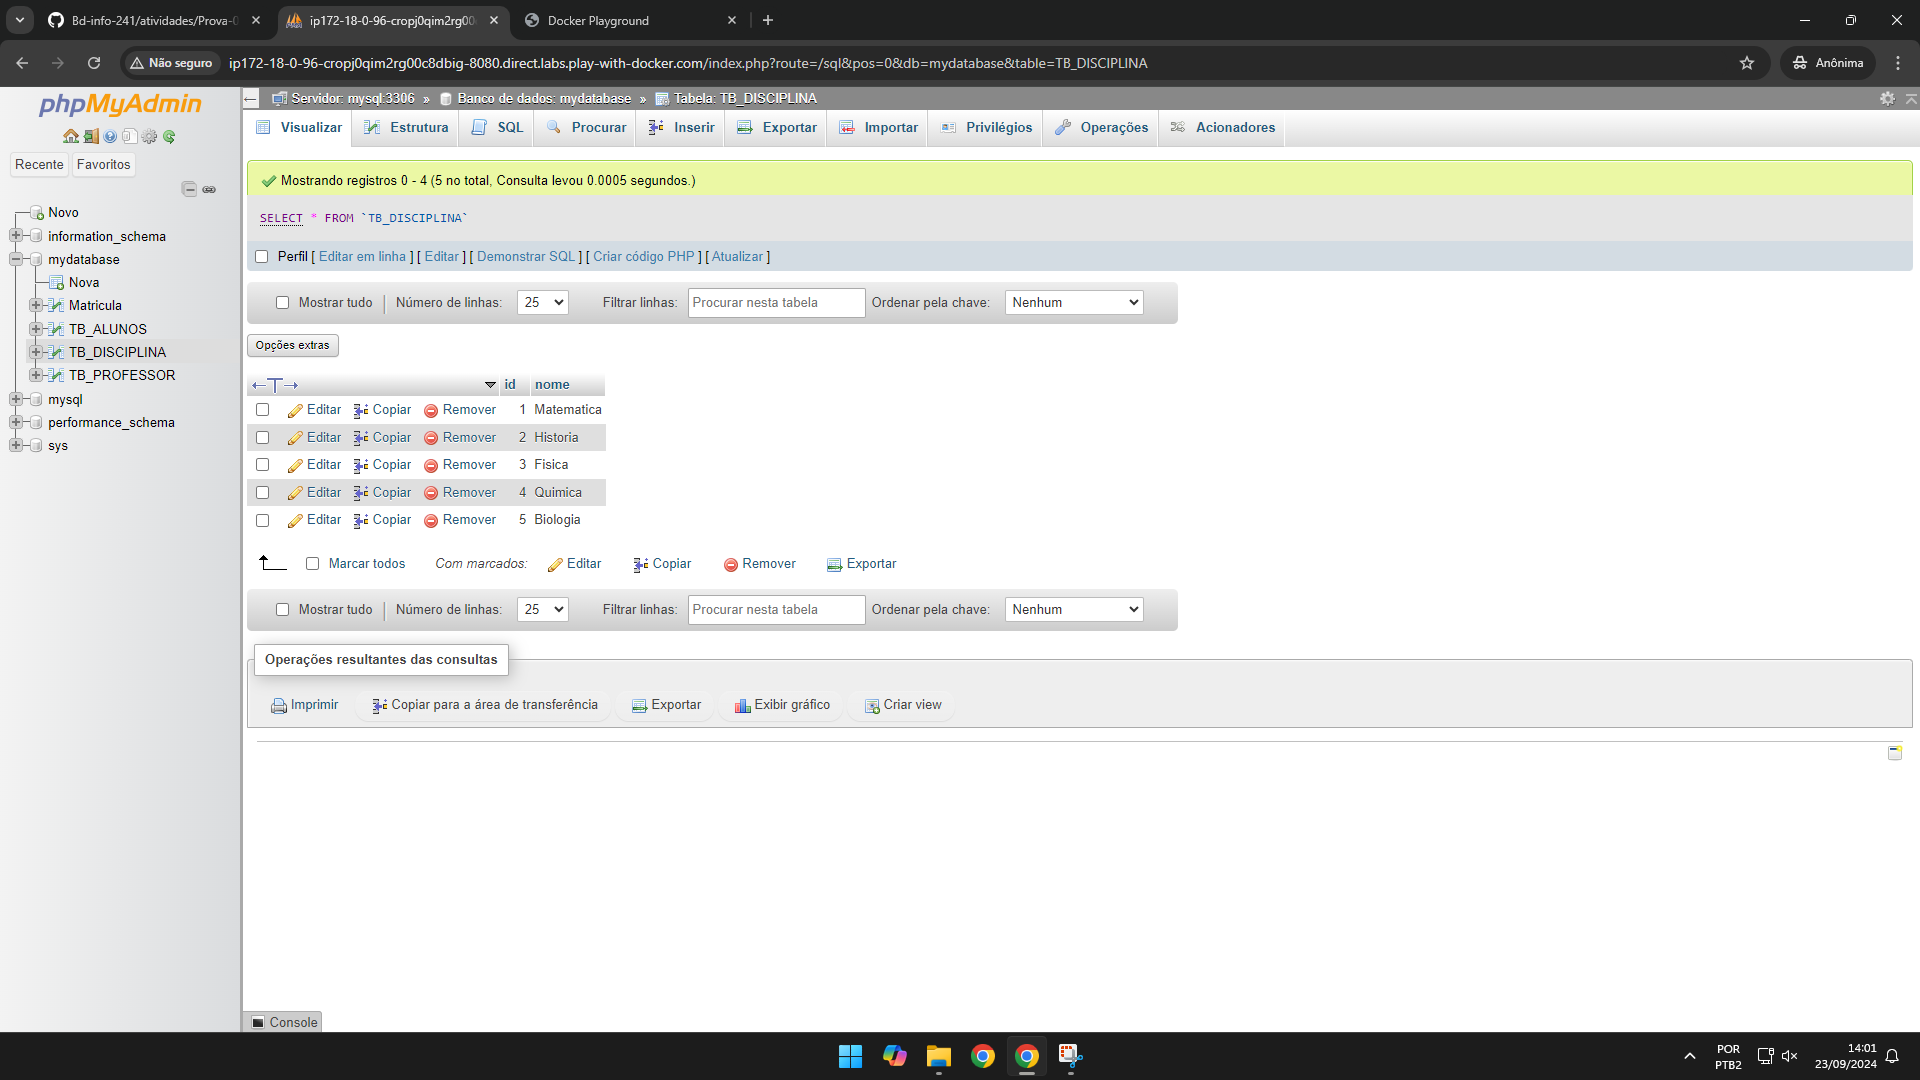 Bd-info-241/atividades/Prova-0
ip172-18-0-96-cropj0qim2rg00c
Docker Playground
Não seguro
ip172-18-0-96-cropj0qim2rg00c8dbig-8080.direct.labs.play-with-docker.com/index.php?route=/sql&pos=0&db=mydatabase&table=TB_DISCIPLINA
Anônima
phpMyAdmin
Recente
Favoritos
Novo
information_schema
mydatabase
Nova
Matricula
TB_ALUNOS
TB_DISCIPLINA
TB_PROFESSOR
mysql
performance_schema
sys
Servidor: mysql:3306 » Banco de dados: mydatabase » Tabela: TB_DISCIPLINA
Visualizar Estrutura SQL Procurar Inserir Exportar Importar Privilégios Operações Acionadores
Mostrando registros 0 - 4 (5 no total, Consulta levou 0.0005 segundos.)
SELECT * FROM `TB_DISCIPLINA`
Perfil [ Editar em linha ] [ Editar ] [ Demonstrar SQL ] [ Criar código PHP ] [ Atualizar ]
Mostrar tudo | Número de linhas: 25 Filtrar linhas: Procurar nesta tabela Ordenar pela chave: Nenhum
Opções extras
←T→ id nome
Editar Copiar Remover 1 Matematica
Editar Copiar Remover 2 Historia
Editar Copiar Remover 3 Fisica
Editar Copiar Remover 4 Quimica
Editar Copiar Remover 5 Biologia
Marcar todos Com marcados: Editar Copiar Remover Exportar
Mostrar tudo | Número de linhas: 25 Filtrar linhas: Procurar nesta tabela Ordenar pela chave: Nenhum
Operações resultantes das consultas
Imprimir Copiar para a área de transferência Exportar Exibir gráfico Criar view
Console
POR
PTB2
14:01
23/09/2024